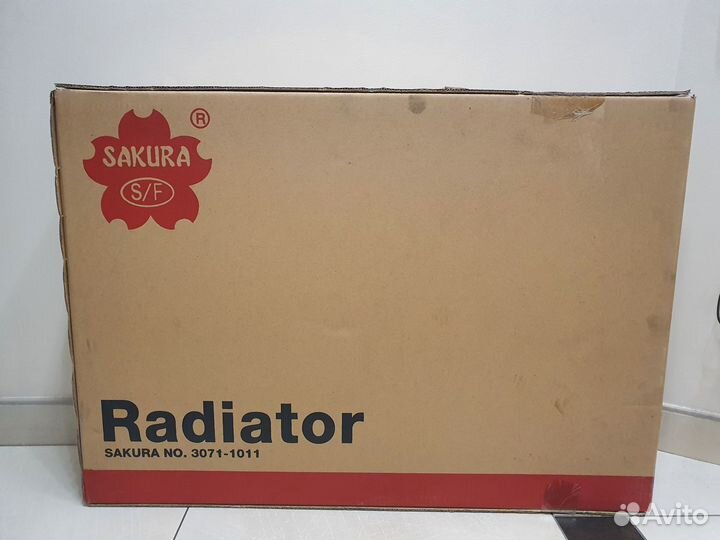 ®
SAKURA
S/F
Radiator
SAKURA NO. 3071-1011
Avito